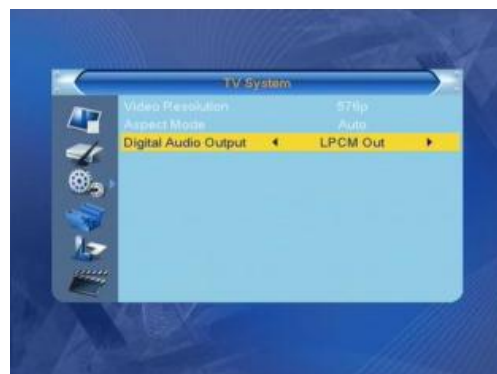 TV System
Video Resolution 576p
Aspect Mode Auto
Digital Audio Output LPCM Out